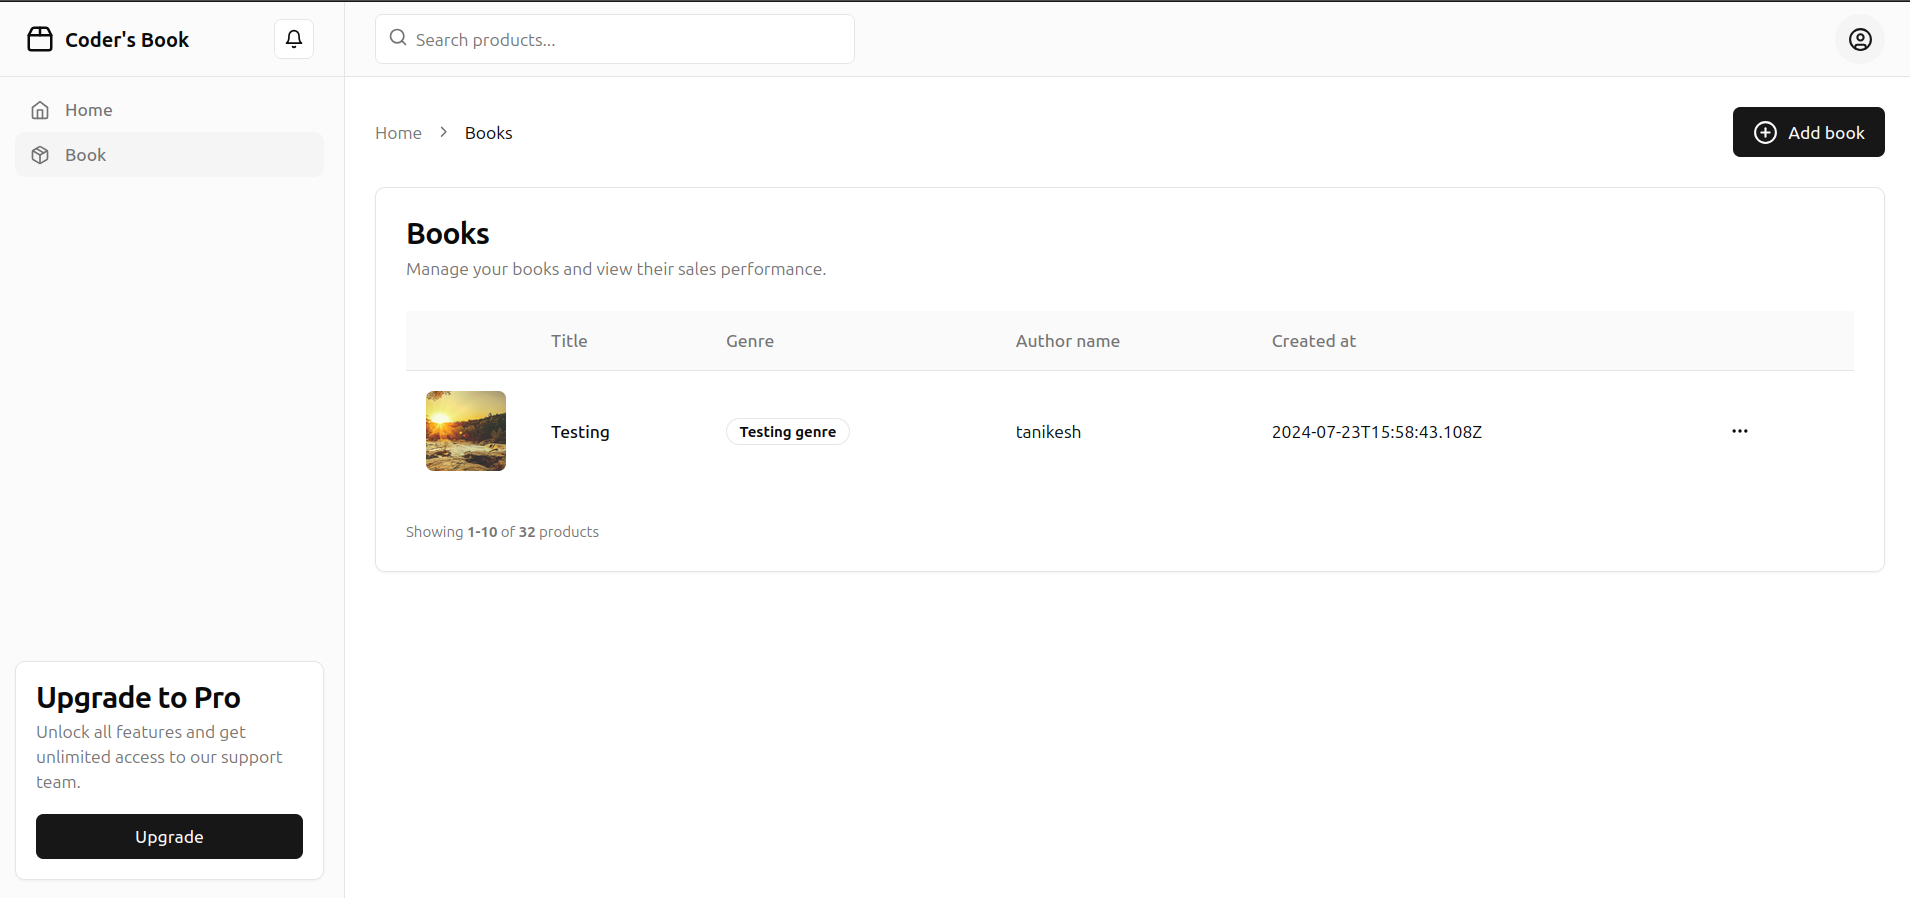 Coder's Book
Search products...
Home
Book
Home > Books
Add book
Books
Manage your books and view their sales performance.
Title Genre Author name Created at
Testing Testing genre tanikesh 2024-07-23T15:58:43.108Z ...
Showing 1-10 of 32 products
Upgrade to Pro
Unlock all features and get
unlimited access to our support
team.
Upgrade